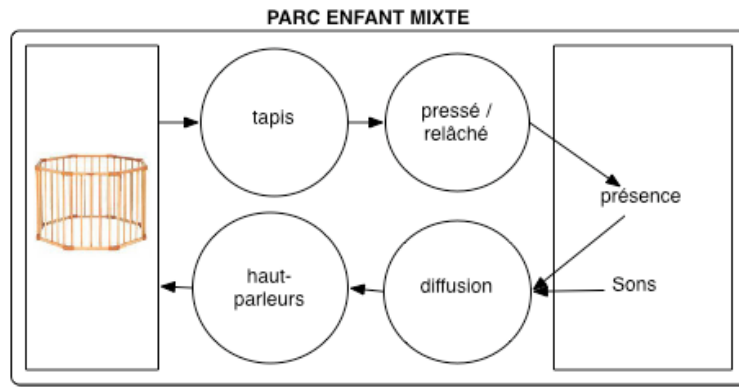 PARC ENFANT MIXTE
tapis
pressé /
relâché
présence
haut-
parleurs
diffusion
Sons